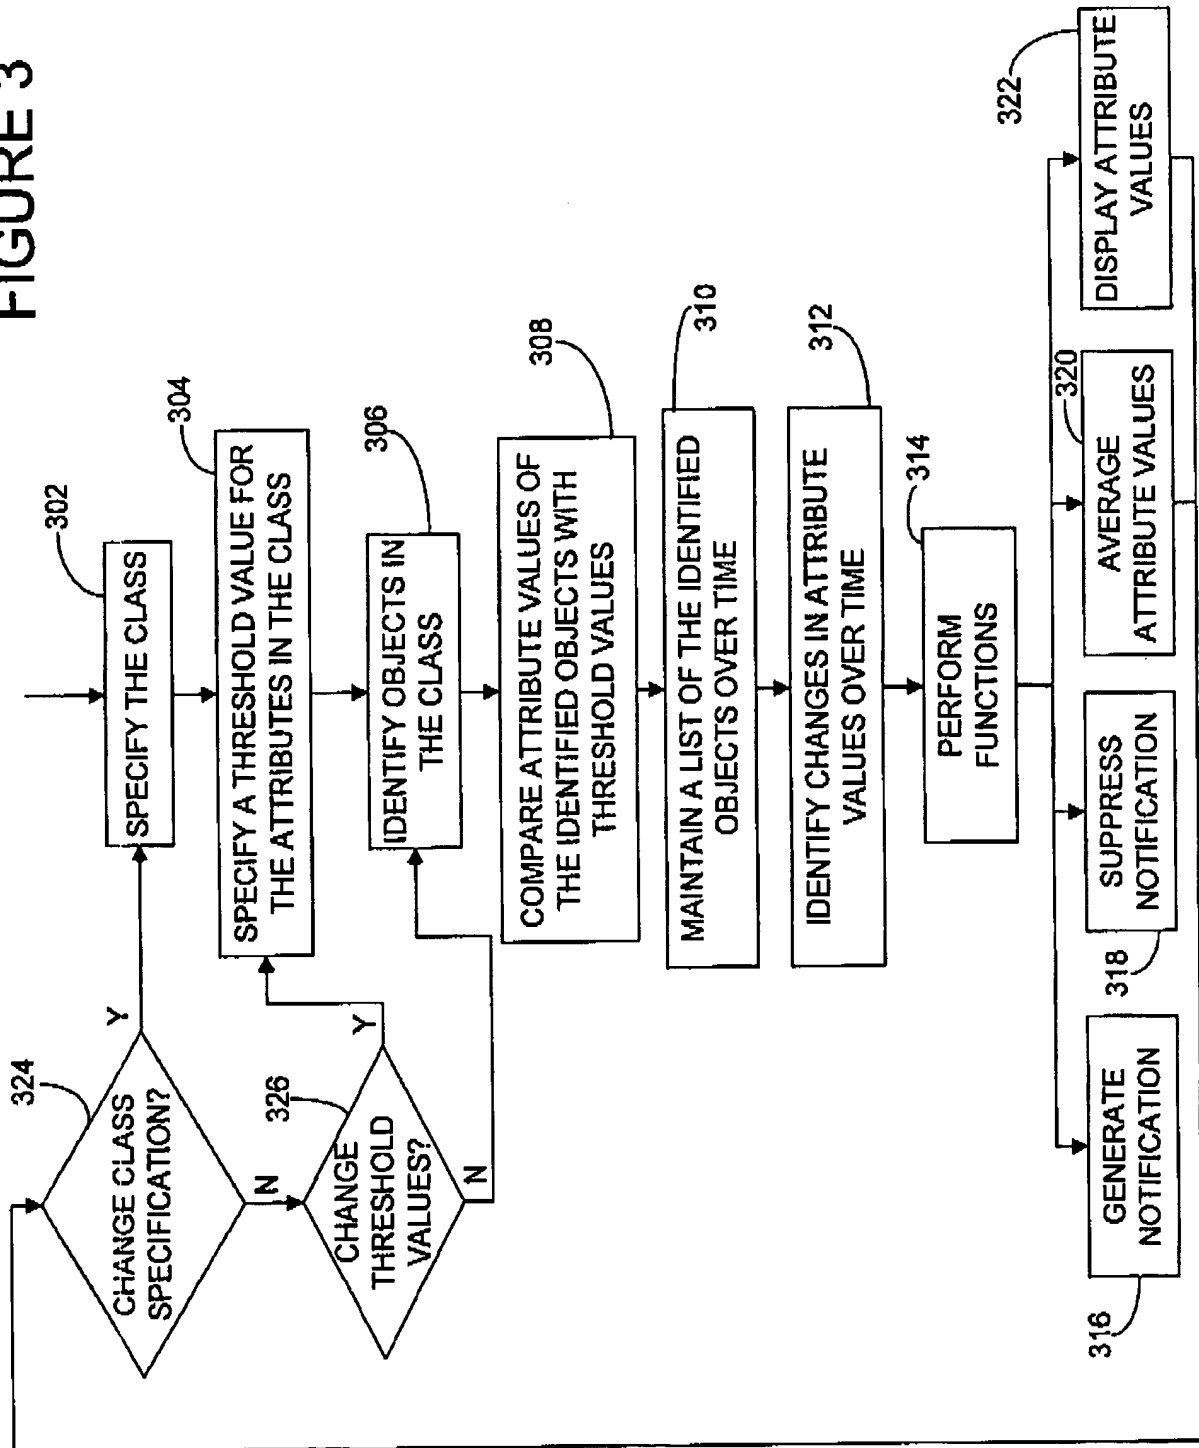 FIGURE 3
302
SPECIFY THE CLASS
304
SPECIFY A THRESHOLD VALUE FOR
THE ATTRIBUTES IN THE CLASS
306
IDENTIFY OBJECTS IN
THE CLASS
308
COMPARE ATTRIBUTE VALUES OF
THE IDENTIFIED OBJECTS WITH
THRESHOLD VALUES
310
MAINTAIN A LIST OF THE IDENTIFIED
OBJECTS OVER TIME
312
IDENTIFY CHANGES IN ATTRIBUTE
VALUES OVER TIME
314
PERFORM
FUNCTIONS
316
GENERATE
NOTIFICATION
318
SUPPRESS
NOTIFICATION
320
AVERAGE
ATTRIBUTE VALUES
322
DISPLAY ATTRIBUTE
VALUES
324
CHANGE CLASS
SPECIFICATION?
Y
N
326
CHANGE
THRESHOLD
VALUES?
Y
N